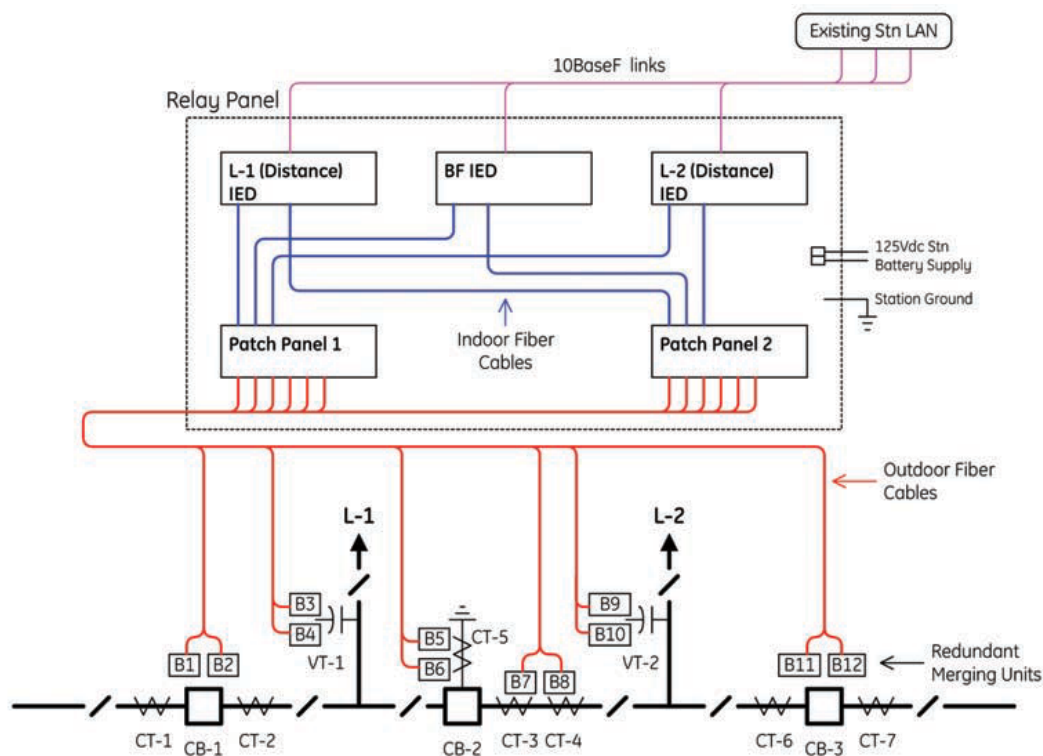 Existing Stn LAN
10BaseF links
Relay Panel
L-1 (Distance)
IED
BF IED
L-2 (Distance)
IED
125Vdc Stn
Battery Supply
Station Ground
Indoor Fiber
Cables
Patch Panel 1
Patch Panel 2
Outdoor Fiber
Cables
L-1
L-2
B3
B4
VT-1
B5
B6
CT-5
B9
B10
VT-2
B1
B2
B7
B8
B11
B12
Redundant
Merging Units
CT-1
CB-1
CT-2
CB-2
CT-3
CT-4
CT-6
CB-3
CT-7